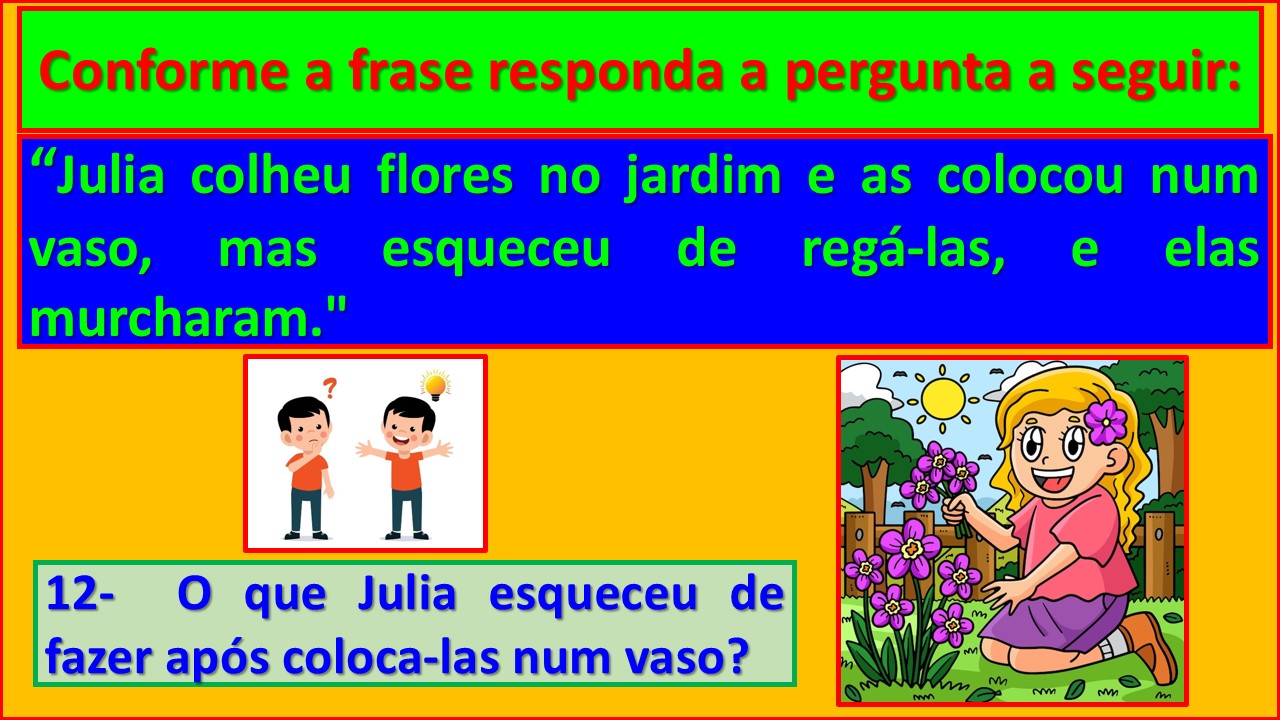 Conforme a frase responda a pergunta a seguir:
“Julia colheu flores no jardim e as colocou num
vaso, mas esqueceu de regá-las, e elas
murcharam."
?
12- O que Julia esqueceu de
fazer após coloca-las num vaso?